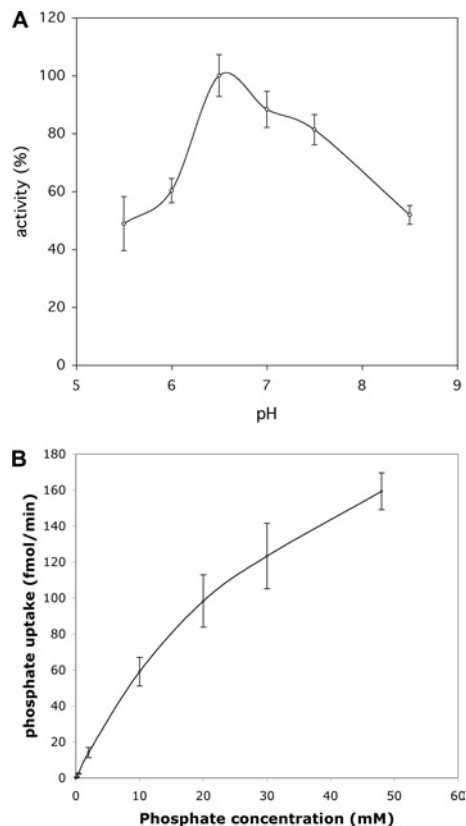 A
120
100
80
60
40
20
0
activity (%)
5 6 7 8 9
pH
B
180
160
140
120
100
80
60
40
20
0
phosphate uptake (fmol/min)
0 10 20 30 40 50 60
Phosphate concentration (mM)